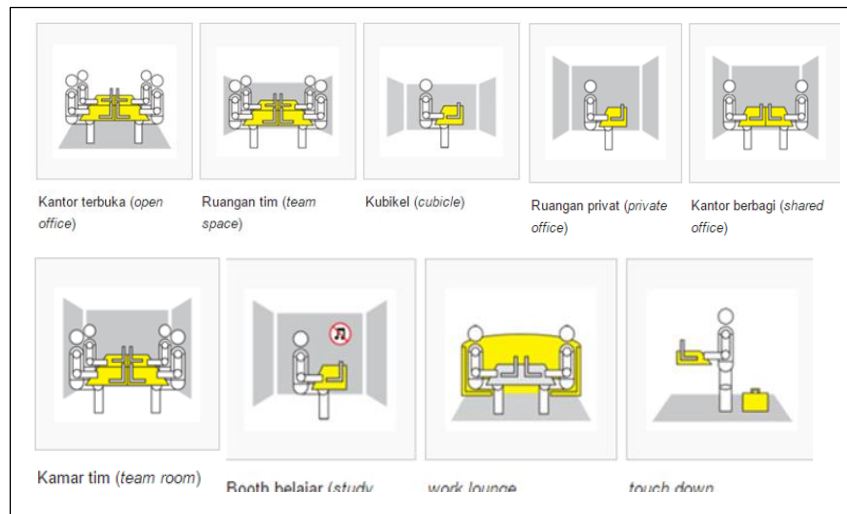 Kantor terbuka (open
office)
Ruangan tim (team
space)
Kubikel (cubicle)
Ruangan privat (private
office)
Kantor berbagi (shared
office)
Kamar tim (team room)
Booth belajar (study
work lounge
touch down